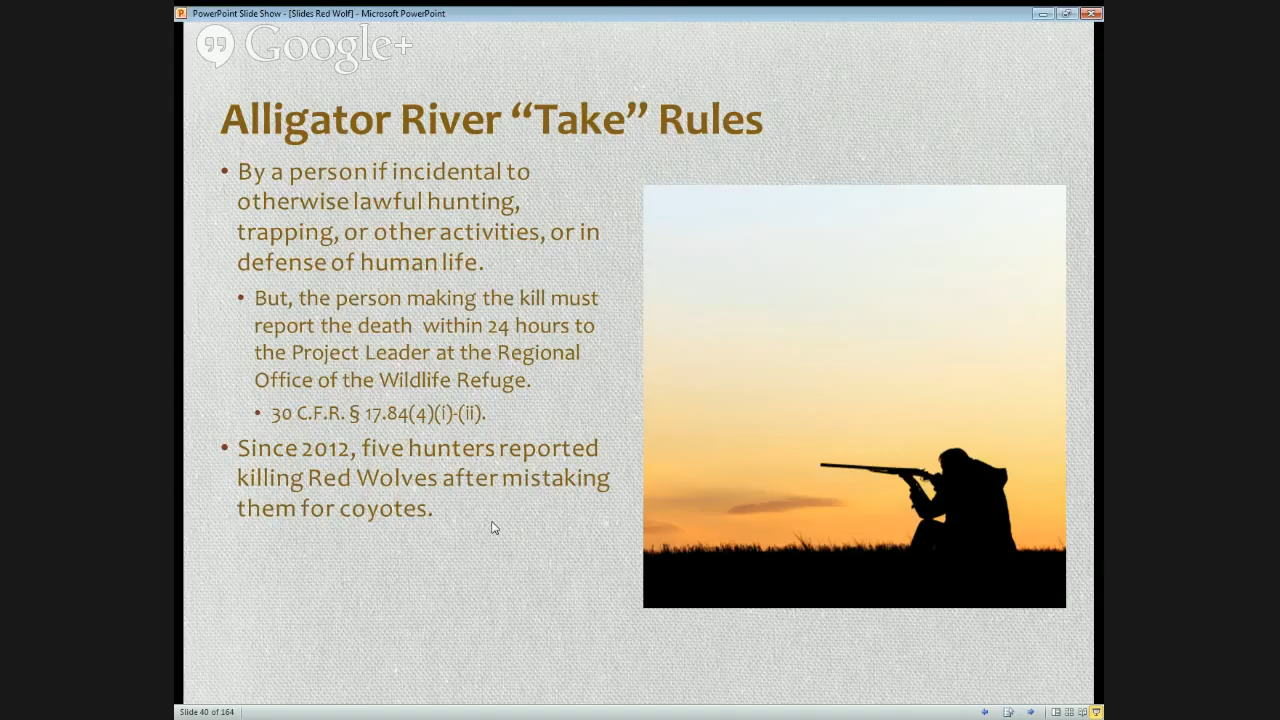 PowerPoint Slide Show - [Slides Red Wolf] - Microsoft PowerPoint
Google+
Alligator River “Take” Rules
• By a person if incidental to
otherwise lawful hunting,
trapping, or other activities, or in
defense of human life.
• But, the person making the kill must
report the death within 24 hours to
the Project Leader at the Regional
Office of the Wildlife Refuge.
• 30 C.F.R. § 17.84(4)(i)-(ii).
• Since 2012, five hunters reported
killing Red Wolves after mistaking
them for coyotes.
Slide 40 of 164